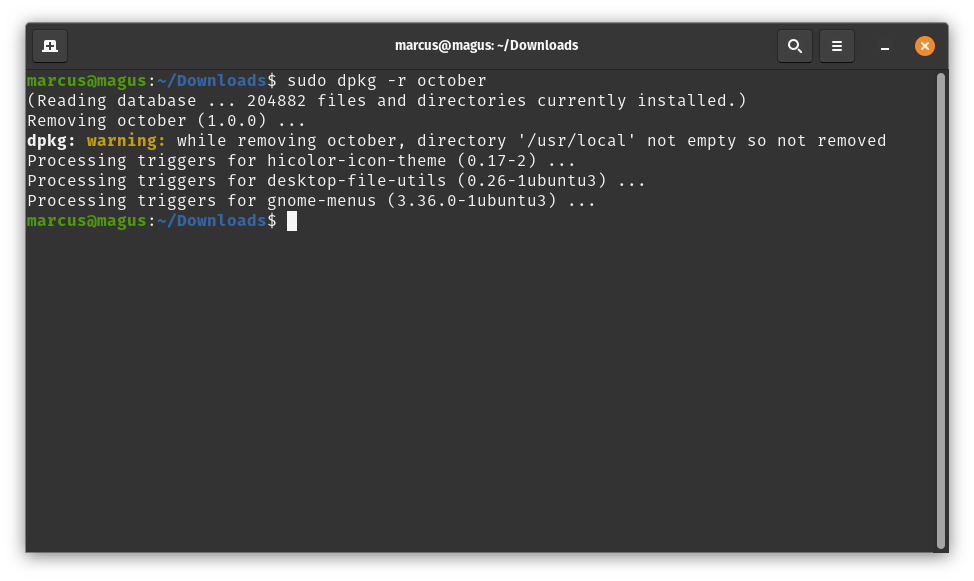 marcus@magus: ~/Downloads
marcus@magus:~/Downloads$ sudo dpkg -r october
(Reading database ... 204882 files and directories currently installed.)
Removing october (1.0.0) ...
dpkg: warning: while removing october, directory '/usr/local' not empty so not removed
Processing triggers for hicolor-icon-theme (0.17-2) ...
Processing triggers for desktop-file-utils (0.26-1ubuntu3) ...
Processing triggers for gnome-menus (3.36.0-1ubuntu3) ...
marcus@magus:~/Downloads$